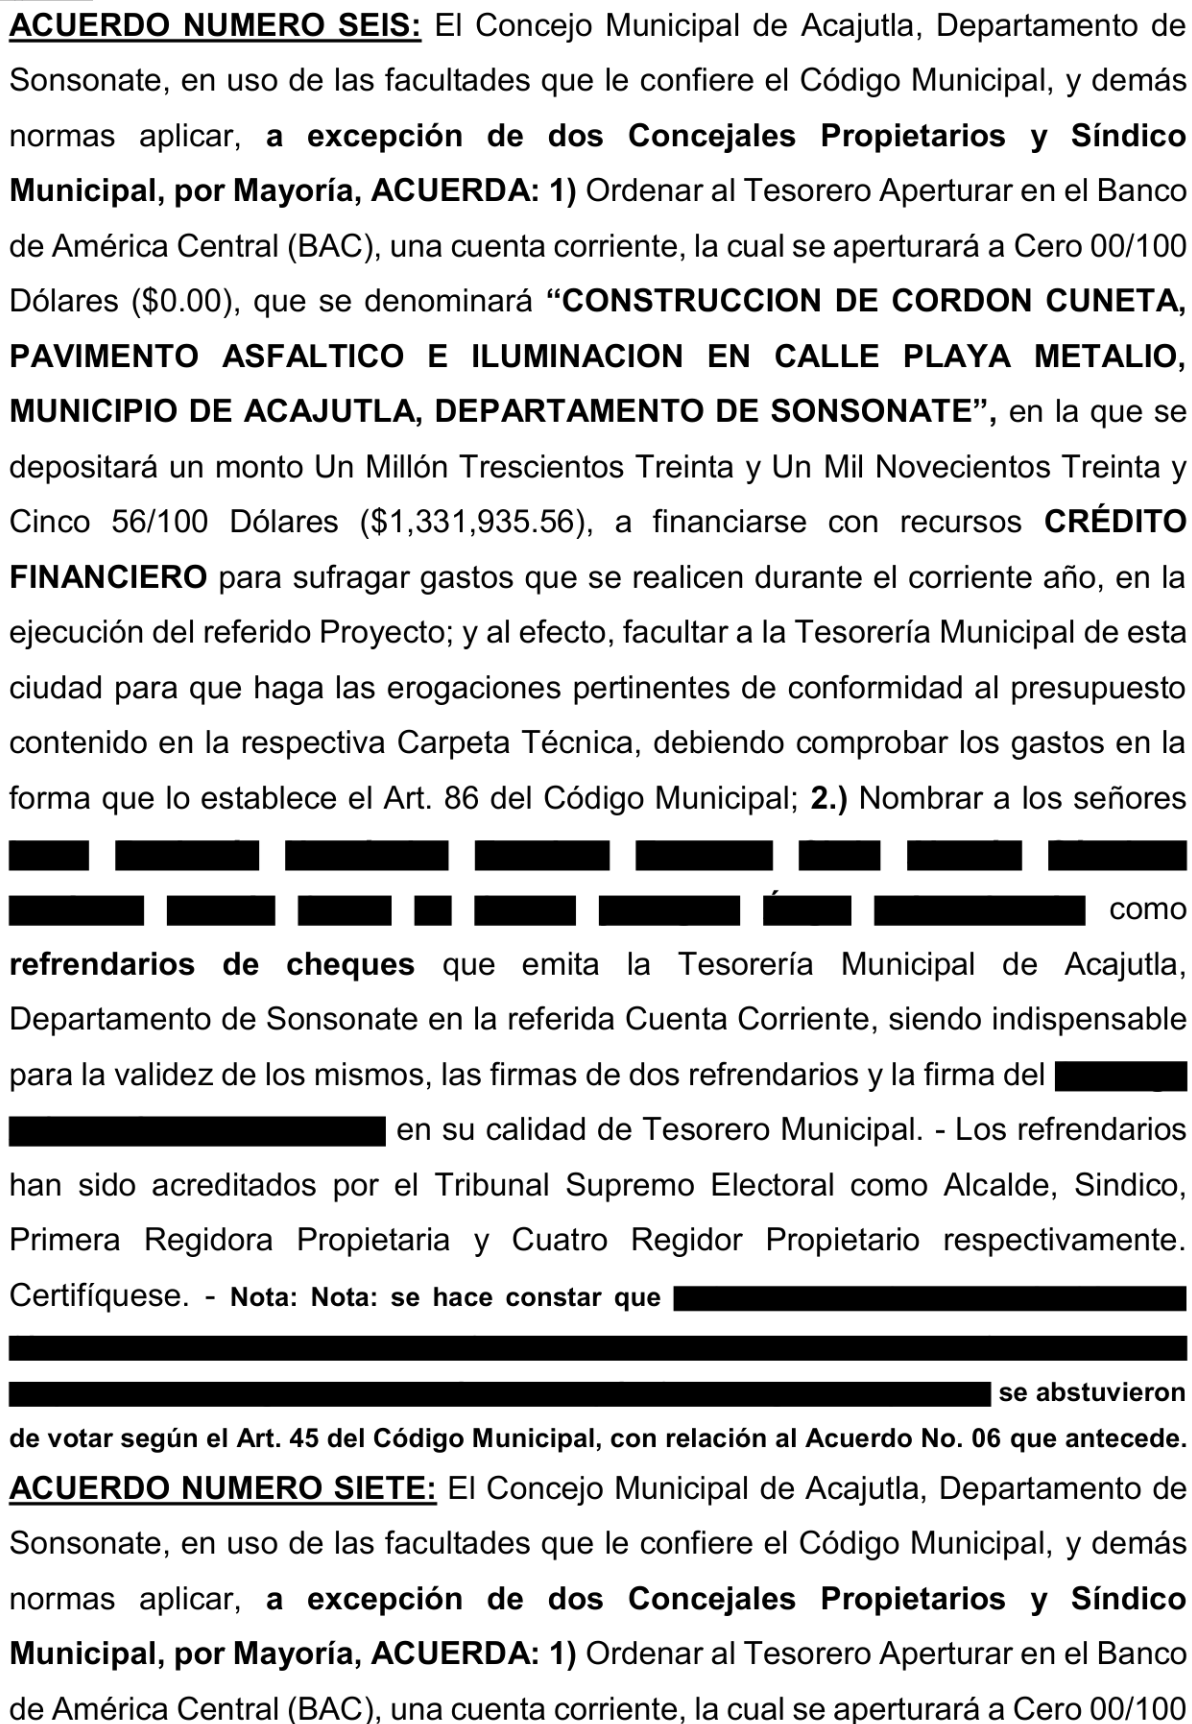 ACUERDO NUMERO SEIS: El Concejo Municipal de Acajutla, Departamento de
Sonsonate, en uso de las facultades que le confiere el Código Municipal, y demás
normas aplicar, a excepción de dos Concejales Propietarios y Síndico
Municipal, por Mayoría, ACUERDA: 1) Ordenar al Tesorero Aperturar en el Banco
de América Central (BAC), una cuenta corriente, la cual se aperturará a Cero 00/100
Dólares ($0.00), que se denominará “CONSTRUCCION DE CORDON CUNETA,
PAVIMENTO ASFALTICO E ILUMINACION EN CALLE PLAYA METALIO,
MUNICIPIO DE ACAJUTLA, DEPARTAMENTO DE SONSONATE”, en la que se
depositará un monto Un Millón Trescientos Treinta y Un Mil Novecientos Treinta y
Cinco 56/100 Dólares ($1,331,935.56), a financiarse con recursos CRÉDITO
FINANCIERO para sufragar gastos que se realicen durante el corriente año, en la
ejecución del referido Proyecto; y al efecto, facultar a la Tesorería Municipal de esta
ciudad para que haga las erogaciones pertinentes de conformidad al presupuesto
contenido en la respectiva Carpeta Técnica, debiendo comprobar los gastos en la
forma que lo establece el Art. 86 del Código Municipal; 2.) Nombrar a los señores
como
refrendarios de cheques que emita la Tesorería Municipal de Acajutla,
Departamento de Sonsonate en la referida Cuenta Corriente, siendo indispensable
para la validez de los mismos, las firmas de dos refrendarios y la firma del
en su calidad de Tesorero Municipal. - Los refrendarios
han sido acreditados por el Tribunal Supremo Electoral como Alcalde, Sindico,
Primera Regidora Propietaria y Cuatro Regidor Propietario respectivamente.
Certifíquese. - Nota: Nota: se hace constar que
se abstuvieron
de votar según el Art. 45 del Código Municipal, con relación al Acuerdo No. 06 que antecede.
ACUERDO NUMERO SIETE: El Concejo Municipal de Acajutla, Departamento de
Sonsonate, en uso de las facultades que le confiere el Código Municipal, y demás
normas aplicar, a excepción de dos Concejales Propietarios y Síndico
Municipal, por Mayoría, ACUERDA: 1) Ordenar al Tesorero Aperturar en el Banco
de América Central (BAC), una cuenta corriente, la cual se aperturará a Cero 00/100